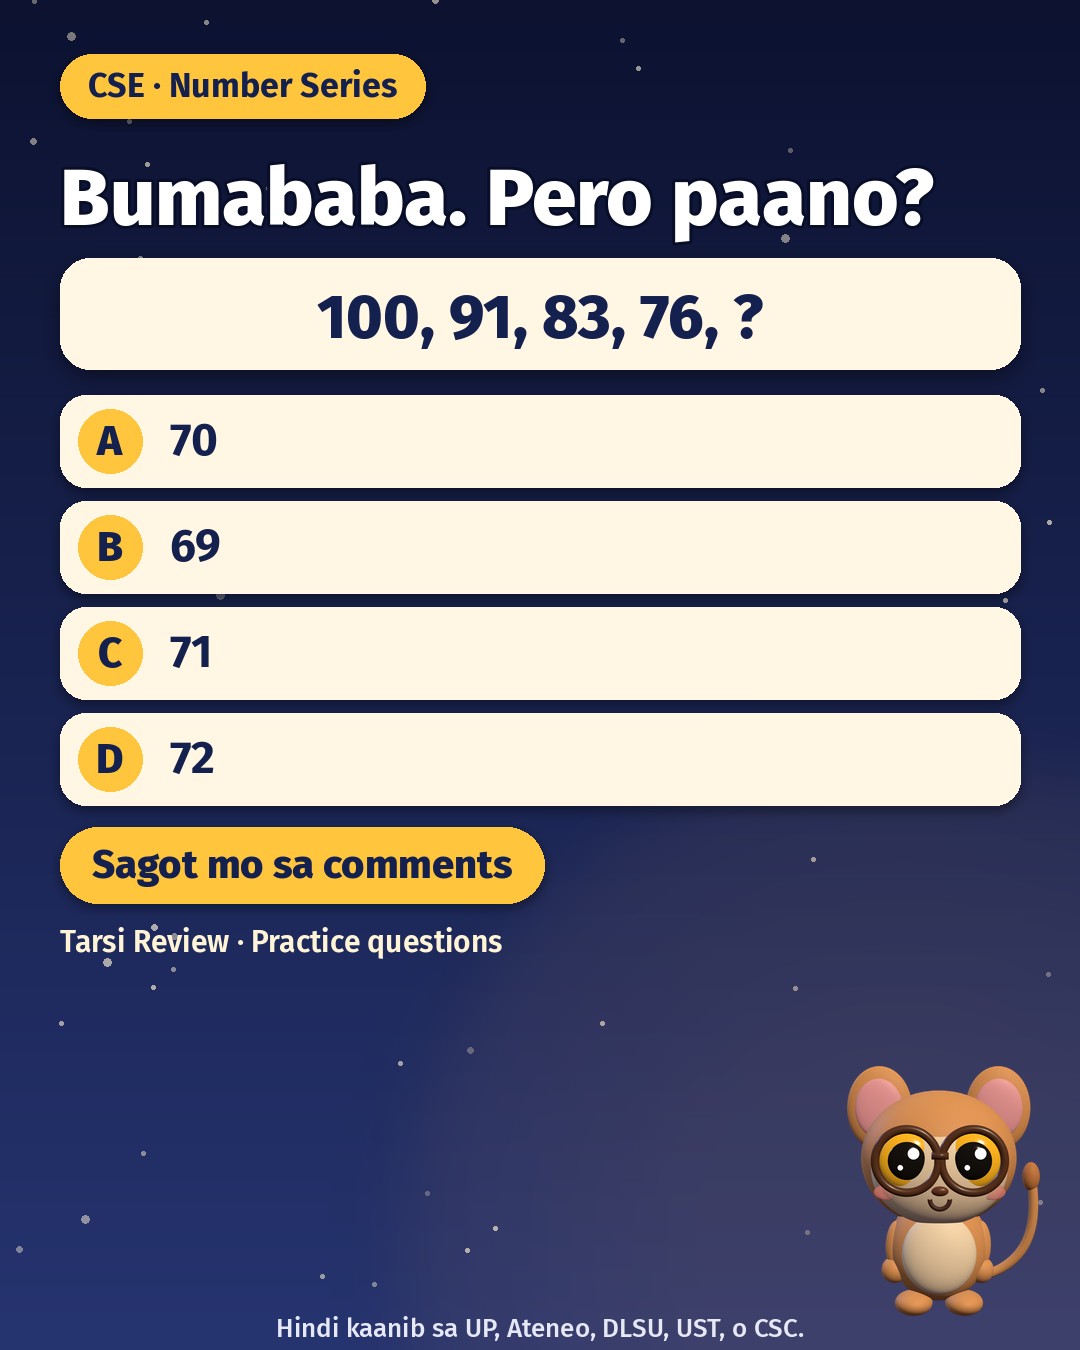 CSE · Number Series
Bumababa. Pero paano?
100, 91, 83, 76, ?
A 70
B 69
C 71
D 72
Sagot mo sa comments
Tarsi Review · Practice questions
Hindi kaanib sa UP, Ateneo, DLSU, UST, o CSC.